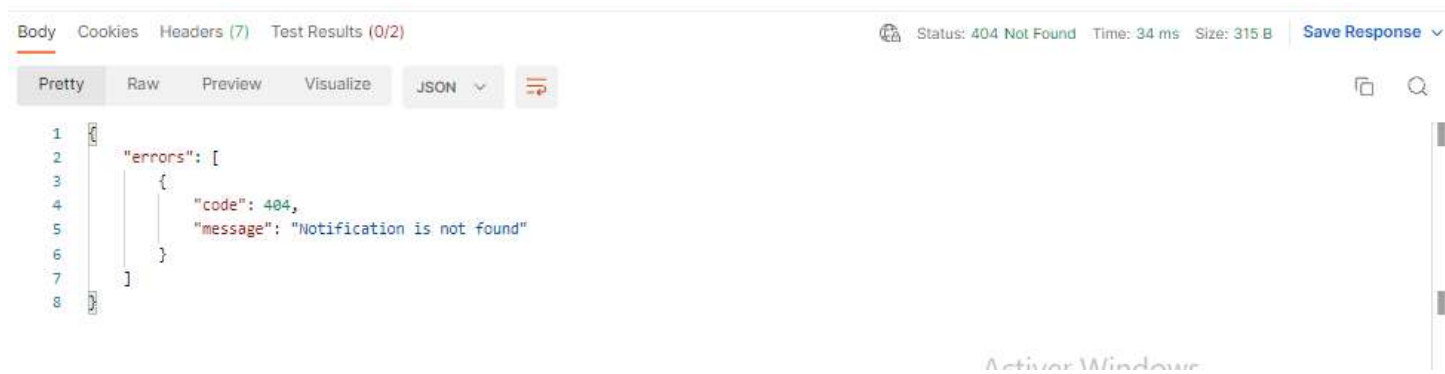 Body Cookies Headers (7) Test Results (0/2) Status: 404 Not Found Time: 34 ms Size: 315 B Save Response
Pretty Raw Preview Visualize JSON
1 {
2 "errors": [
3 {
4 "code": 404,
5 "message": "Notification is not found"
6 }
7 ]
8 }
Activer Windows